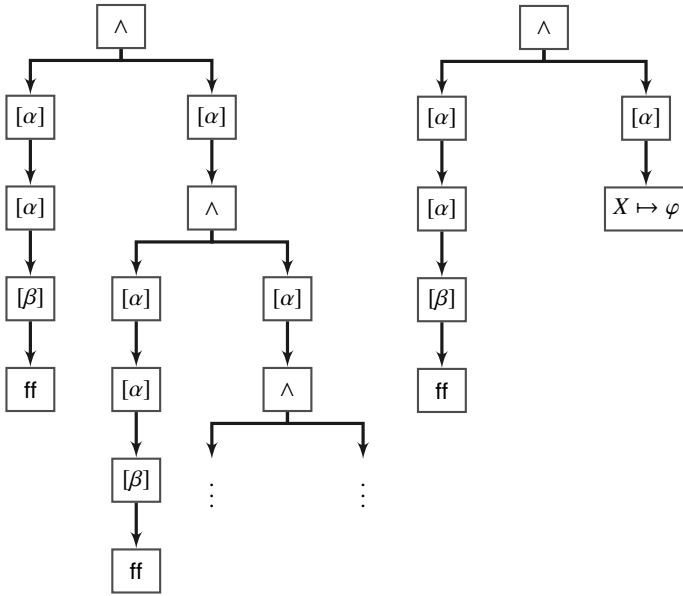 ∧ ∧
[α] [α] [α] [α]
[α] ∧ [α] X ↦ φ
[β] [α] [α] [β]
ff [α] ∧ ff
[β] ⋮ ⋮
ff